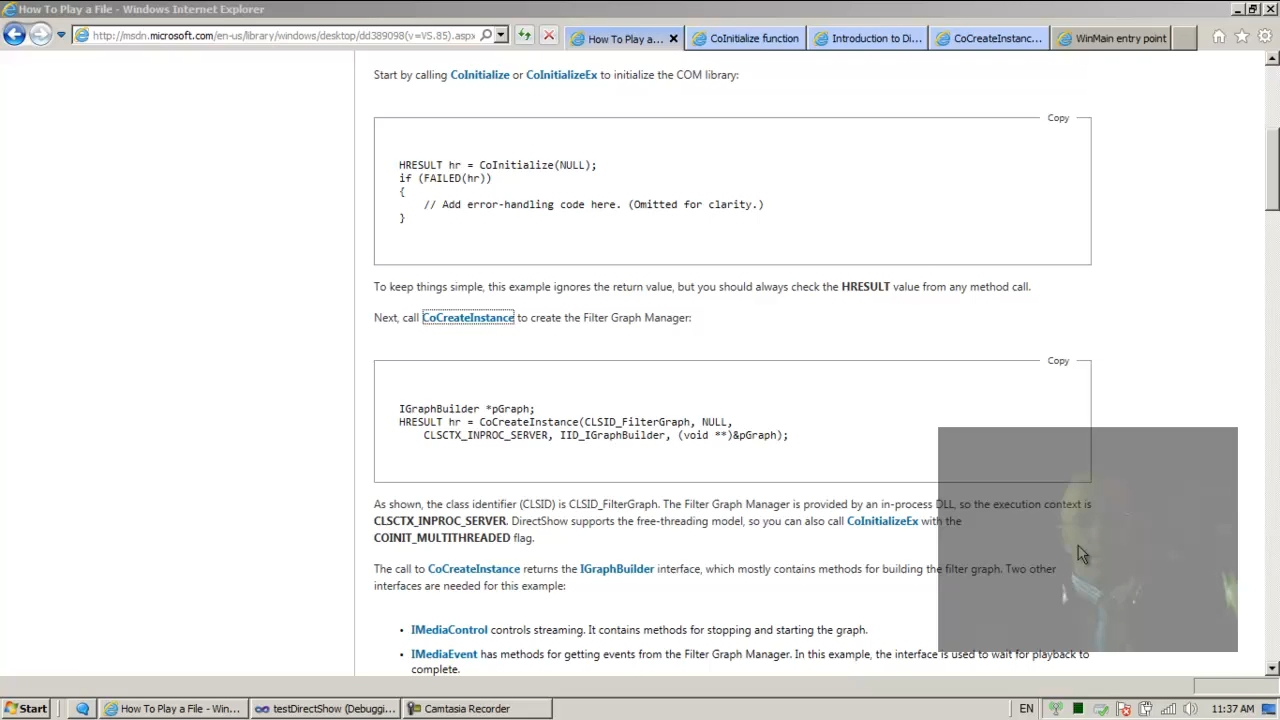 How To Play a File - Windows Internet Explorer
http://msdn.microsoft.com/en-us/library/windows/desktop/dd389098(v=VS.85).aspx
How To Play a...
CoInitialize function
Introduction to Di...
CoCreateInstanc...
WinMain entry point
Start by calling CoInitialize or CoInitializeEx to initialize the COM library:
Copy
HRESULT hr = CoInitialize(NULL);
if (FAILED(hr))
{
// Add error-handling code here. (Omitted for clarity.)
}
To keep things simple, this example ignores the return value, but you should always check the HRESULT value from any method call.
Next, call CoCreateInstance to create the Filter Graph Manager:
Copy
IGraphBuilder *pGraph;
HRESULT hr = CoCreateInstance(CLSID_FilterGraph, NULL,
CLSCTX_INPROC_SERVER, IID_IGraphBuilder, (void **)&pGraph);
As shown, the class identifier (CLSID) is CLSID_FilterGraph. The Filter Graph Manager is provided by an in-process DLL, so the execution context is
CLSCTX_INPROC_SERVER. DirectShow supports the free-threading model, so you can also call CoInitializeEx with the
COINIT_MULTITHREADED flag.
The call to CoCreateInstance returns the IGraphBuilder interface, which mostly contains methods for building the filter graph. Two other
interfaces are needed for this example:
• IMediaControl controls streaming. It contains methods for stopping and starting the graph.
• IMediaEvent has methods for getting events from the Filter Graph Manager. In this example, the interface is used to wait for playback to
complete.
Start
How To Play a File - Win...
testDirectShow (Debuggi...
Camtasia Recorder
EN
11:37 AM